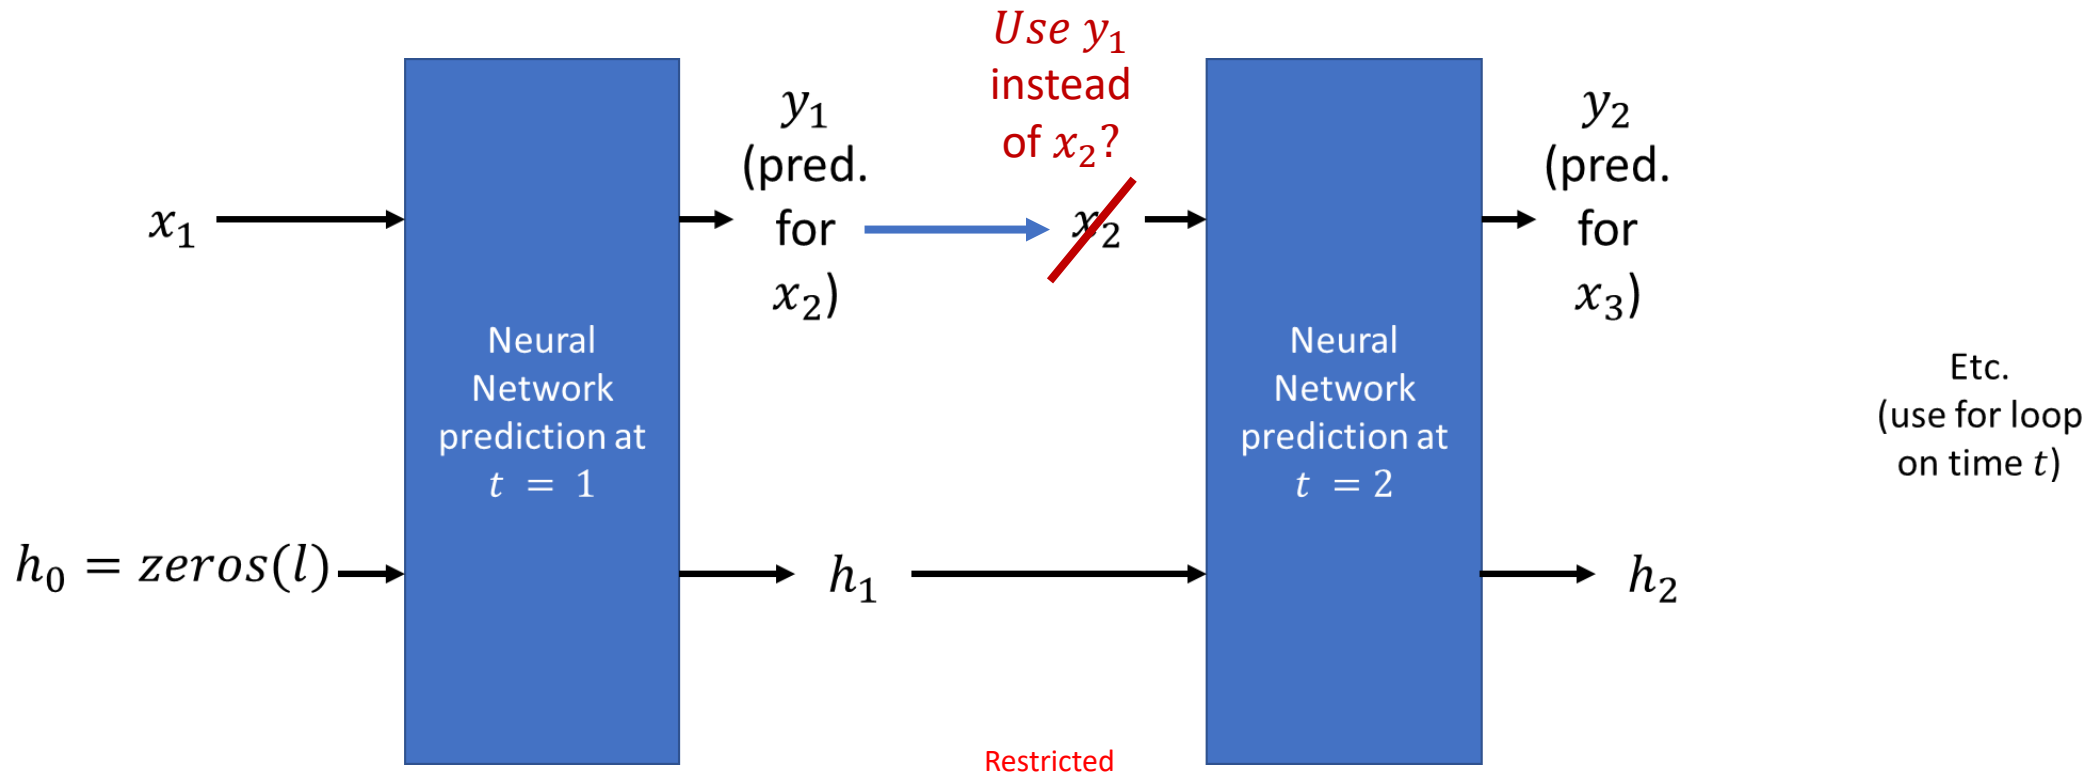 Use y₁
instead
of x₂?
x₁
h₀ = zeros(l)
Neural
Network
prediction at
t = 1
y₁
(pred.
for
x₂)
h₁
x₂
Neural
Network
prediction at
t = 2
y₂
(pred.
for
x₃)
h₂
Etc.
(use for loop
on time t)
Restricted